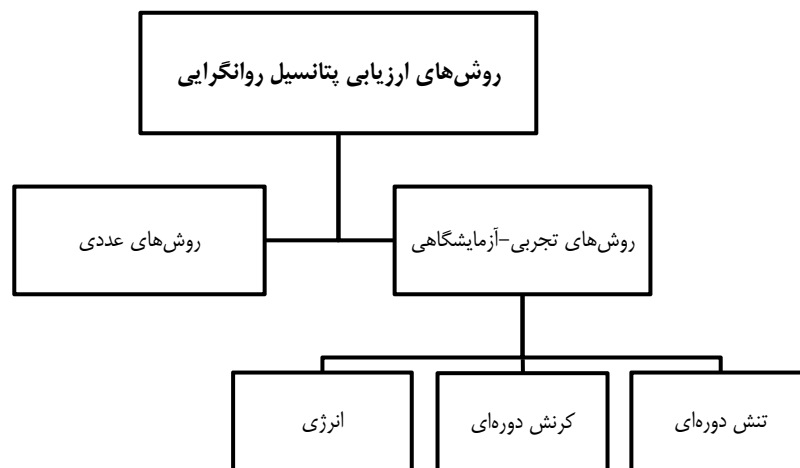 روش‌های ارزیابی پتانسیل روانگرایی
روش‌های تجربی-آزمایشگاهی
روش‌های عددی
تنش دوره‌ای
کرنش دوره‌ای
انرژی